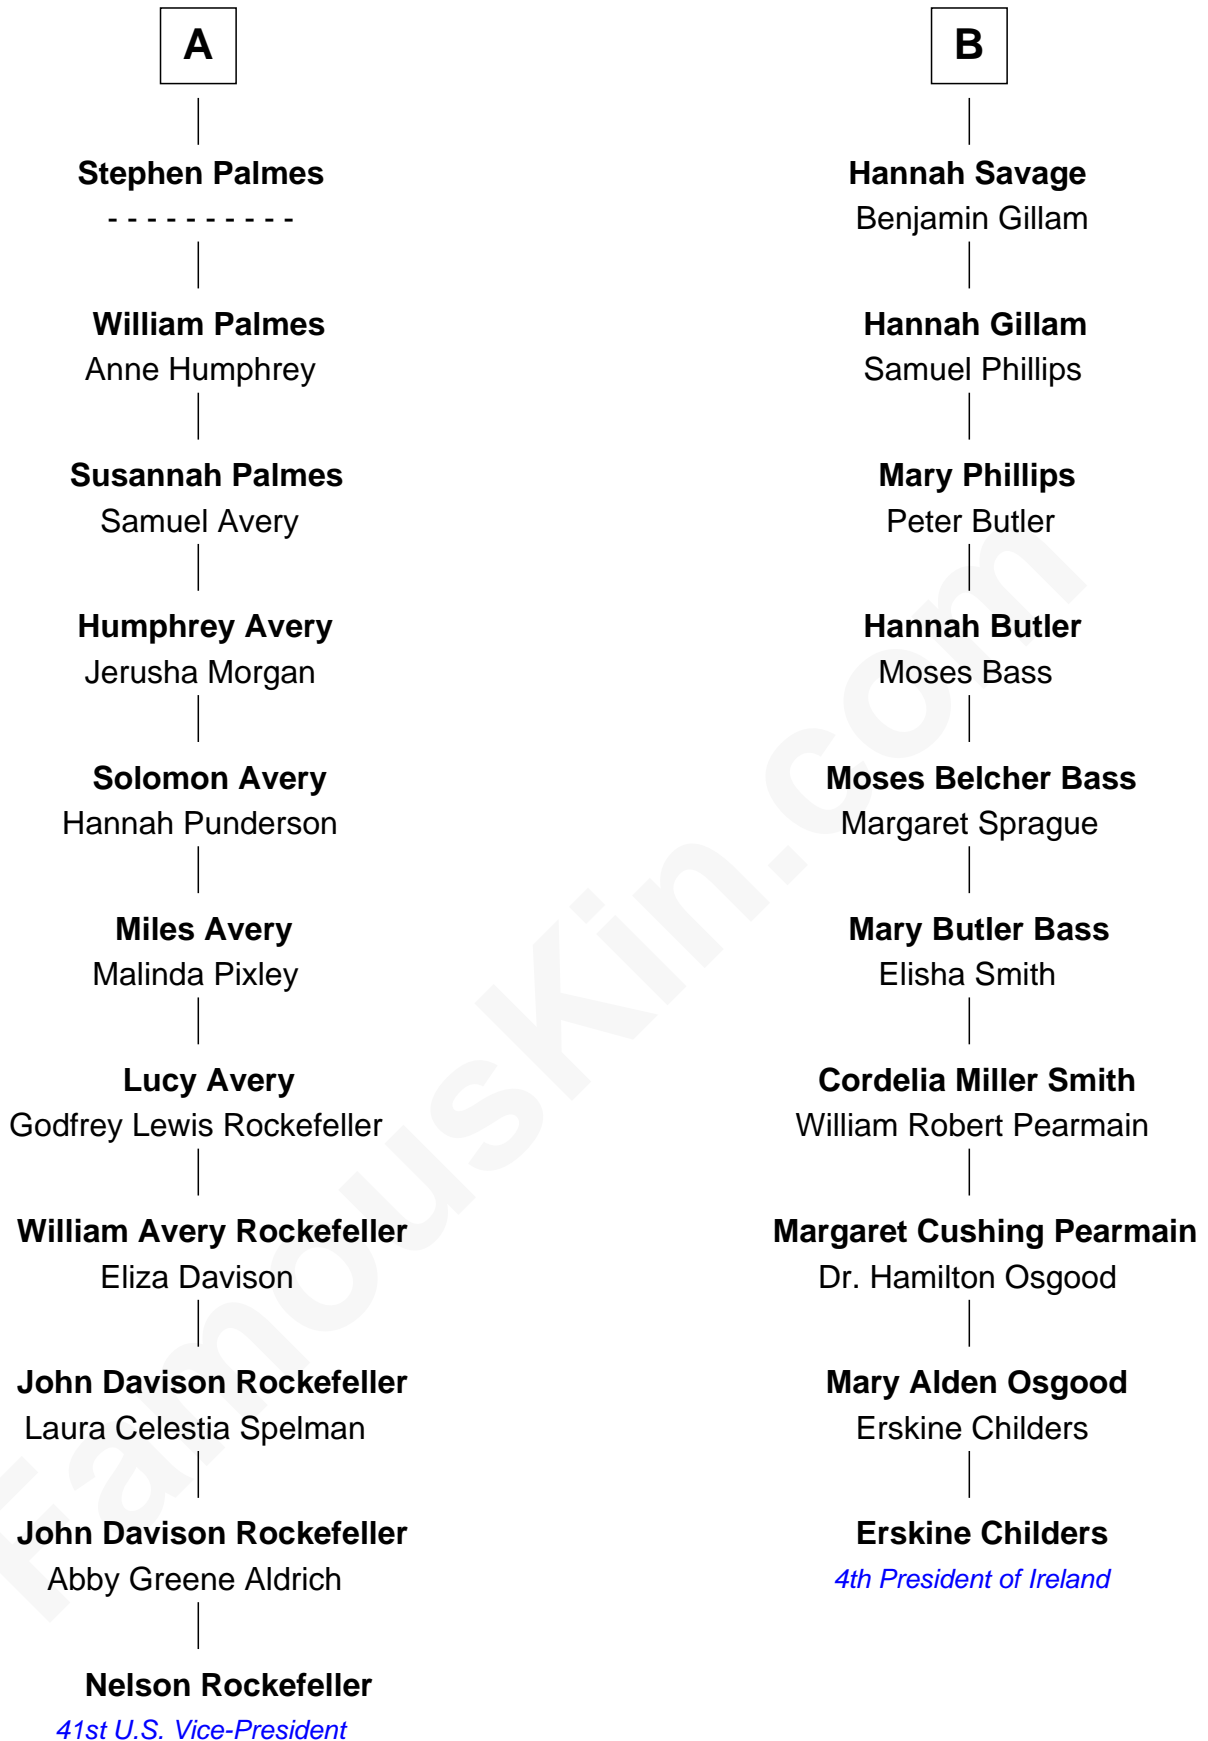 A
Stephen Palmes
- - - - - - - - - -
William Palmes
Anne Humphrey
Susannah Palmes
Samuel Avery
Humphrey Avery
Jerusha Morgan
Solomon Avery
Hannah Punderson
Miles Avery
Malinda Pixley
Lucy Avery
Godfrey Lewis Rockefeller
William Avery Rockefeller
Eliza Davison
John Davison Rockefeller
Laura Celestia Spelman
John Davison Rockefeller
Abby Greene Aldrich
Nelson Rockefeller
41st U.S. Vice-President
B
Hannah Savage
Benjamin Gillam
Hannah Gillam
Samuel Phillips
Mary Phillips
Peter Butler
Hannah Butler
Moses Bass
Moses Belcher Bass
Margaret Sprague
Mary Butler Bass
Elisha Smith
Cordelia Miller Smith
William Robert Pearmain
Margaret Cushing Pearmain
Dr. Hamilton Osgood
Mary Alden Osgood
Erskine Childers
Erskine Childers
4th President of Ireland
FamousKin.com